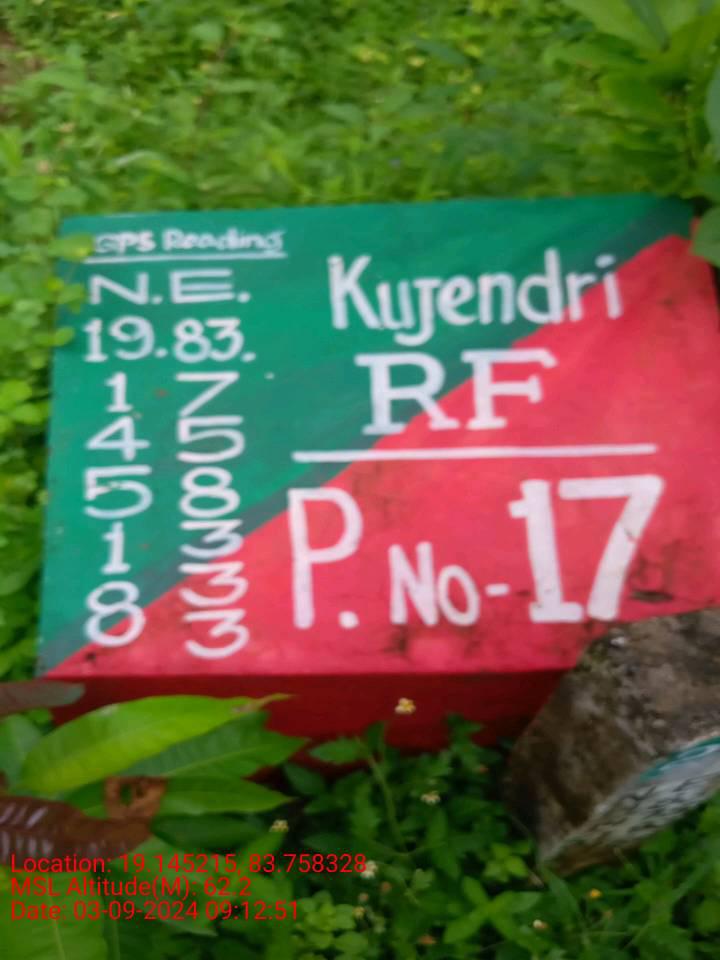 GPS Reading
N.E.
19.83.
1 7
4 5
5 8
1 3
8 3
3
Kujendri
RF
P. No-17
Location: 19.145215, 83.758328
MSL Altitude(M): 62.2
Date: 03-09-2024 09:12:51